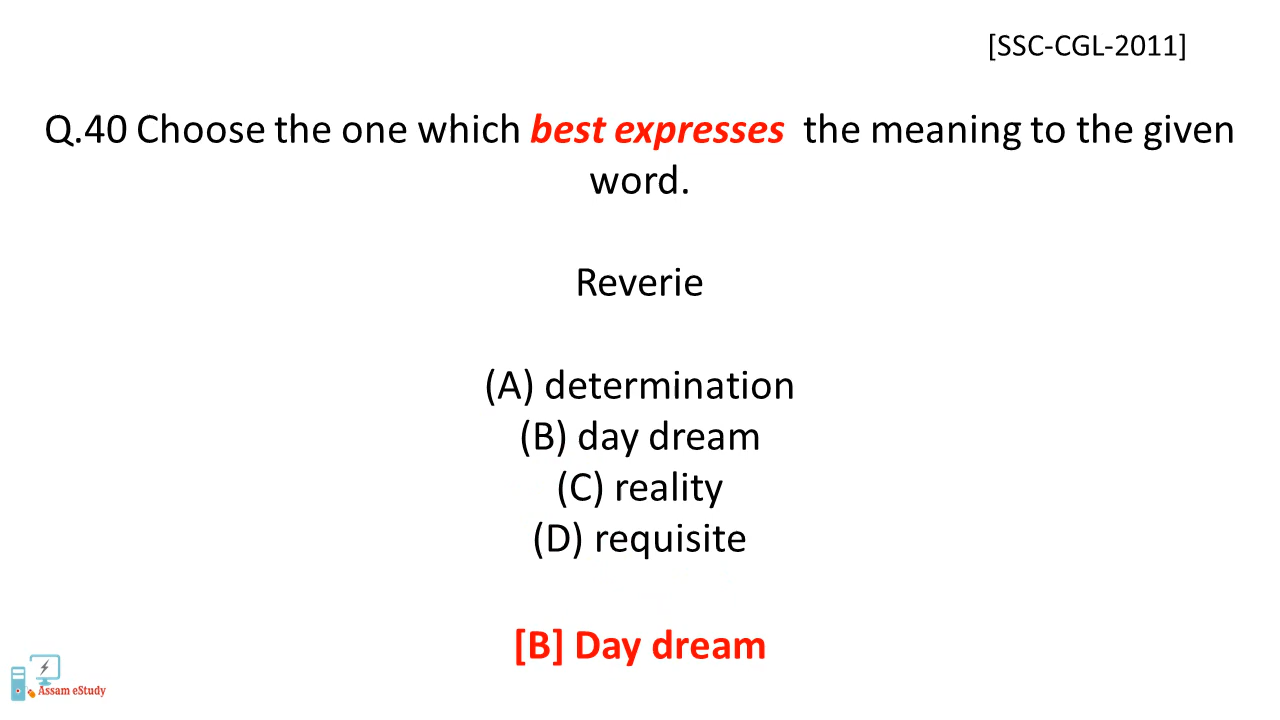 [SSC-CGL-2011]
Q.40 Choose the one which best expresses the meaning to the given
word.
Reverie
(A) determination
(B) day dream
(C) reality
(D) requisite
[B] Day dream
Assam eStudy